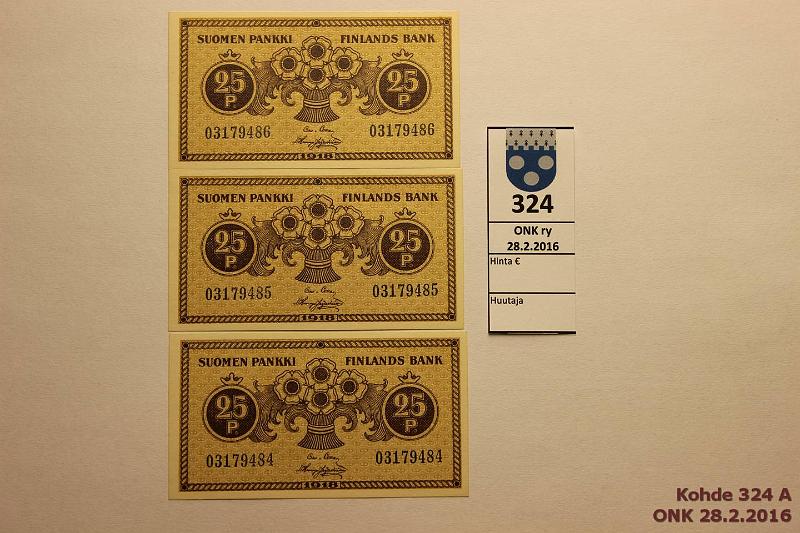 SUOMEN PANKKI FINLANDS BANK
25 P. 25 P.
03179486 03179486
1918
SUOMEN PANKKI FINLANDS BANK
25 P. 25 P.
03179485 03179485
1918
SUOMEN PANKKI FINLANDS BANK
25 P. 25 P.
03179484 03179484
1918
324
ONK ry
28.2.2016
Hinta €
Huutaja
Kohde 324 A
ONK 28.2.2016